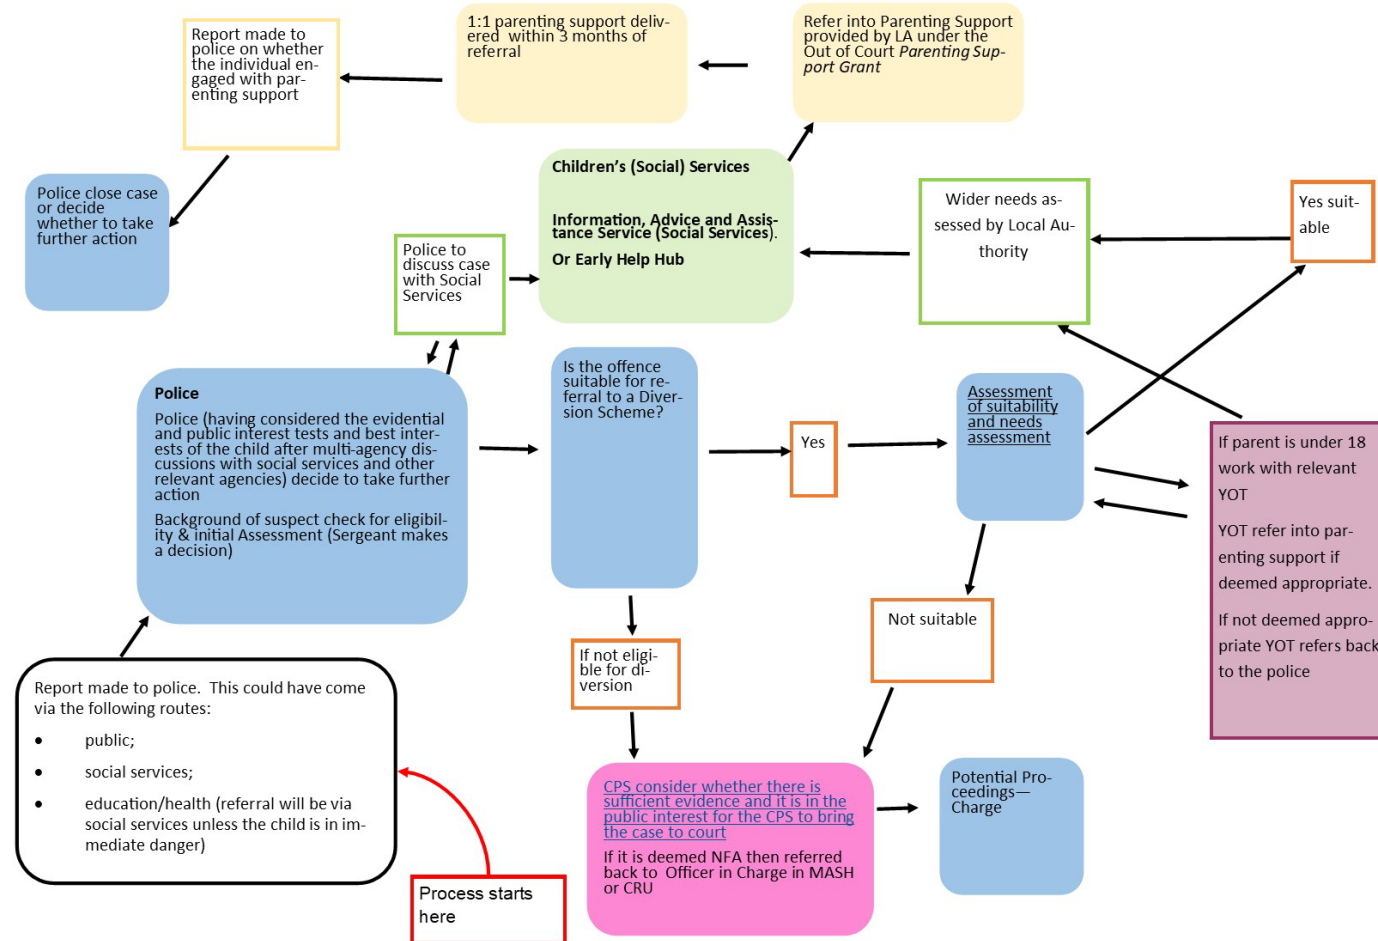 Report made to
police on whether
the individual en-
gaged with par-
enting support
1:1 parenting support deliv-
ered within 3 months of
referral
Refer into Parenting Support
provided by LA under the
Out of Court Parenting Sup-
port Grant
Police close case
or decide
whether to take
further action
Children’s (Social) Services
Information, Advice and Assis-
tance Service (Social Services).
Or Early Help Hub
Wider needs as-
sessed by Local Au-
thority
Yes suit-
able
Police to
discuss case
with Social
Services
Police
Police (having considered the evidential
and public interest tests and best inter-
ests of the child after multi-agency dis-
cussions with social services and other
relevant agencies) decide to take further
action
Background of suspect check for eligibil-
ity & initial Assessment (Sergeant makes
a decision)
Is the offence
suitable for re-
ferral to a Diver-
sion Scheme?
Yes
Assessment
of suitability
and needs
assessment
If parent is under 18
work with relevant
YOT
YOT refer into par-
enting support if
deemed appropriate.
If not deemed appro-
priate YOT refers back
to the police
Not suitable
If not eligi-
ble for di-
version
Report made to police.  This could have come
via the following routes:
• public;
• social services;
• education/health (referral will be via
social services unless the child is in im-
mediate danger)
Process starts
here
CPS consider whether there is
sufficient evidence and it is in the
public interest for the CPS to bring
the case to court
If it is deemed NFA then referred
back to  Officer in Charge in MASH
or CRU
Potential Pro-
ceedings—
Charge